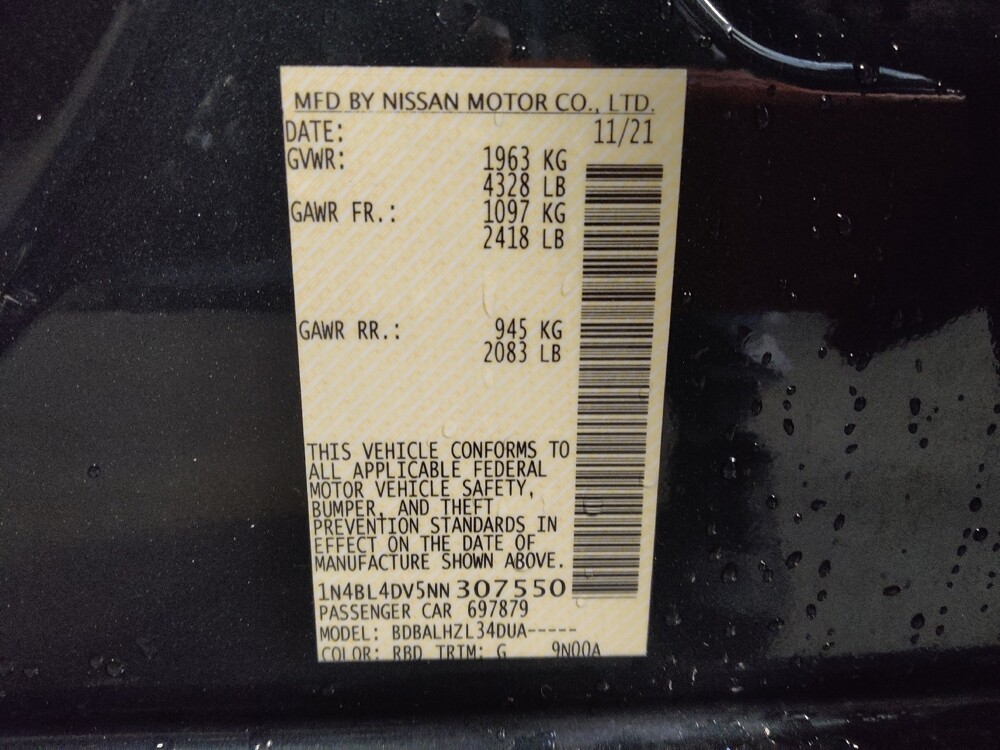 MFD BY NISSAN MOTOR CO., LTD.
DATE: 11/21
GVWR: 1963 KG
4328 LB
GAWR FR.: 1097 KG
2418 LB
GAWR RR.: 945 KG
2083 LB
THIS VEHICLE CONFORMS TO
ALL APPLICABLE FEDERAL
MOTOR VEHICLE SAFETY,
BUMPER, AND THEFT
PREVENTION STANDARDS IN
EFFECT ON THE DATE OF
MANUFACTURE SHOWN ABOVE.
1N4BL4DV5NN307550
PASSENGER CAR 697879
MODEL: BDBALHZL34DUA-----
COLOR: RBD TRIM: G 9N00A